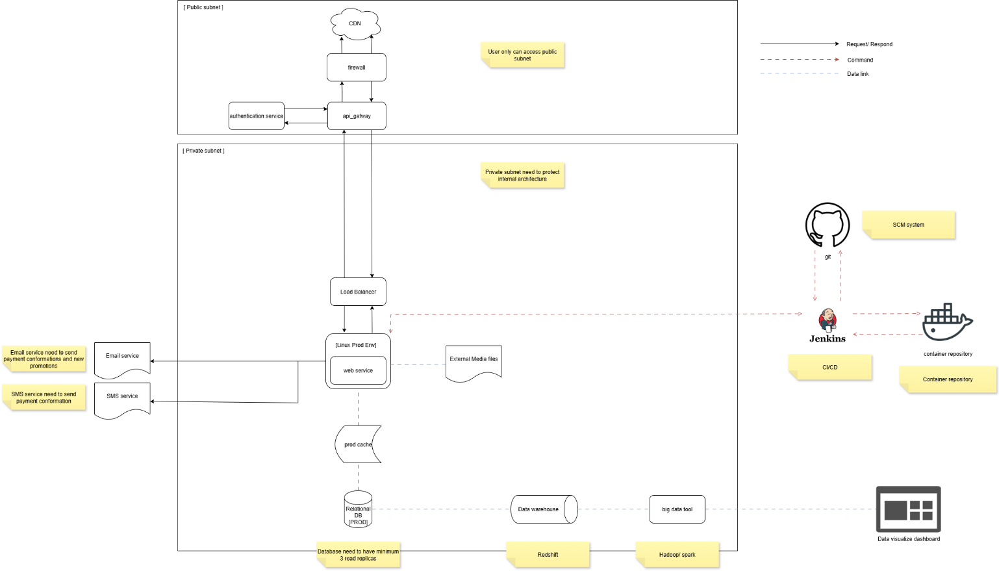 [ Public subnet ]
CDN
firewall
User only can access public
subnet
Request/ Respond
Command
Data link
authentication service
api_gatway
[ Private subnet ]
Private subnet need to protect
internal architecture
SCM system
git
Load Balancer
Jenkins
[Linux Prod Env]
web service
External Media files
Email service need to send
payment conformations and new
promotions
Email service
SMS service need to send
payment conformation
SMS service
container repository
CI/CD
Container repository
prod cache
Relational
DB
[PROD]
Data warehouse
big data tool
Data visualize dashboard
Database need to have minimum
3 read replicas
Redshift
Hadoop/ spark